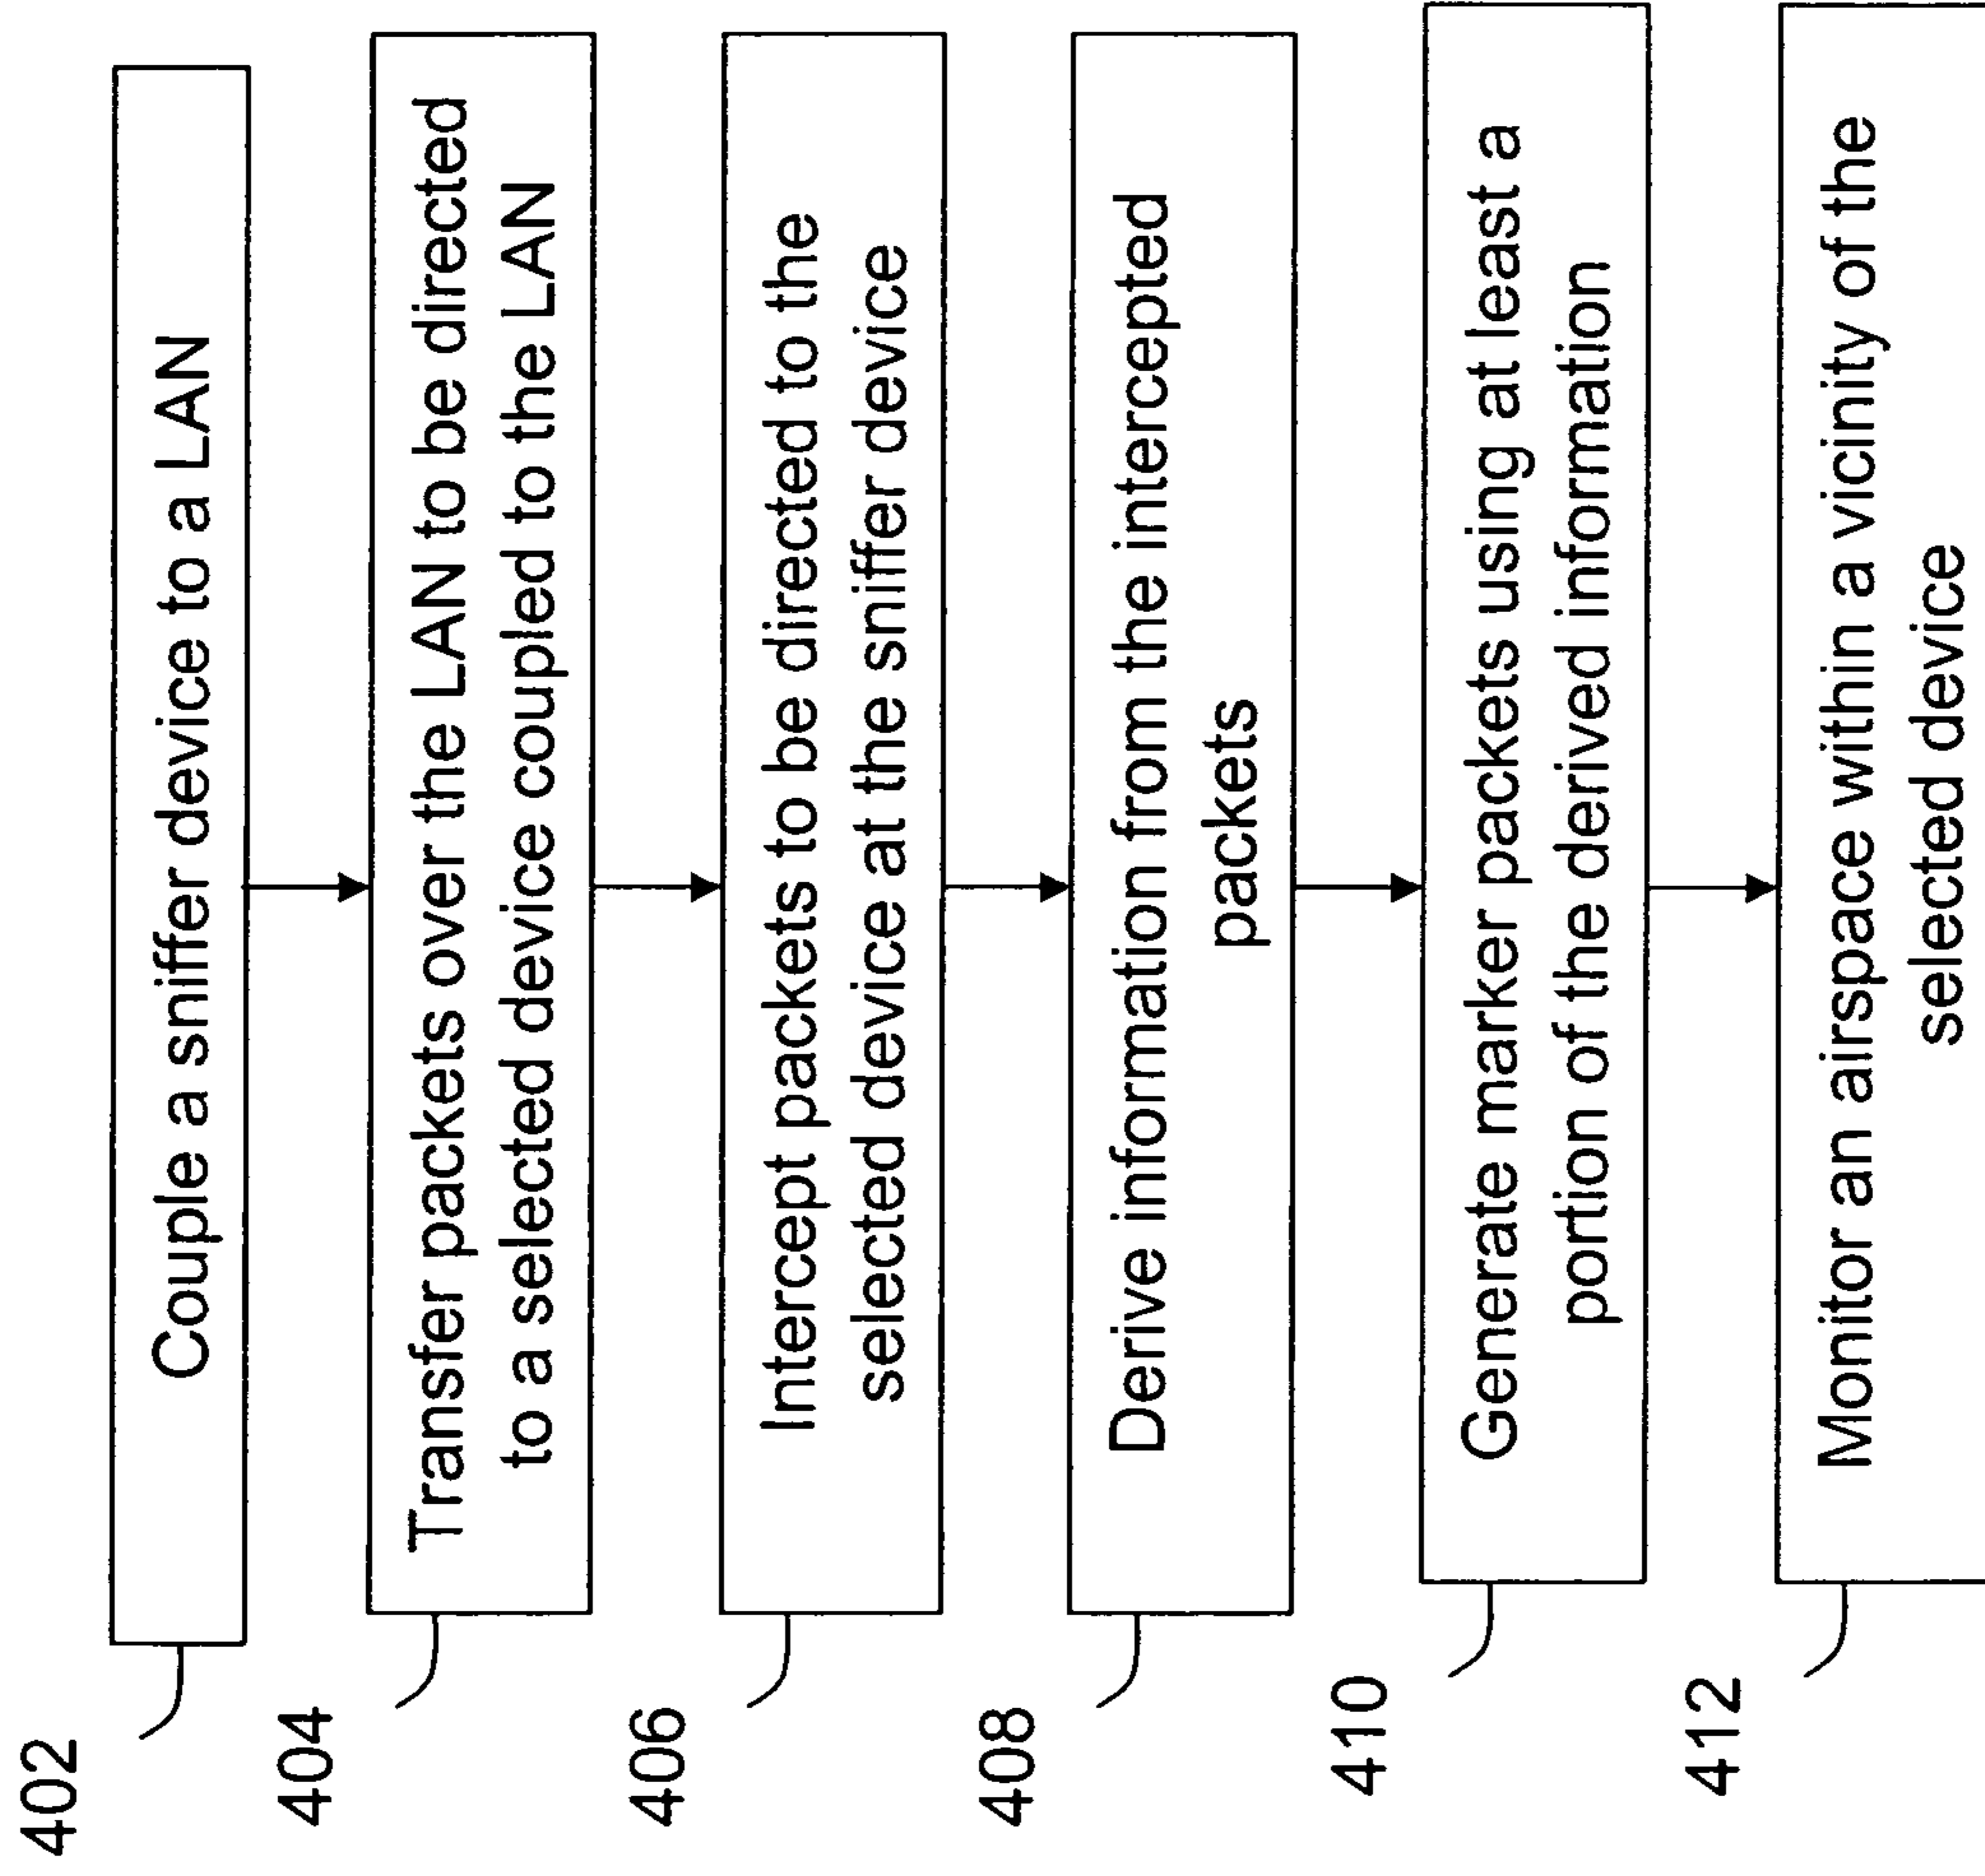 402
Couple a sniffer device to a LAN
404
Transfer packets over the LAN to be directed
to a selected device coupled to the LAN
406
Intercept packets to be directed to the
selected device at the sniffer device
408
Derive information from the intercepted
packets
410
Generate marker packets using at least a
portion of the derived information
412
Monitor an airspace within a vicinity of the
selected device